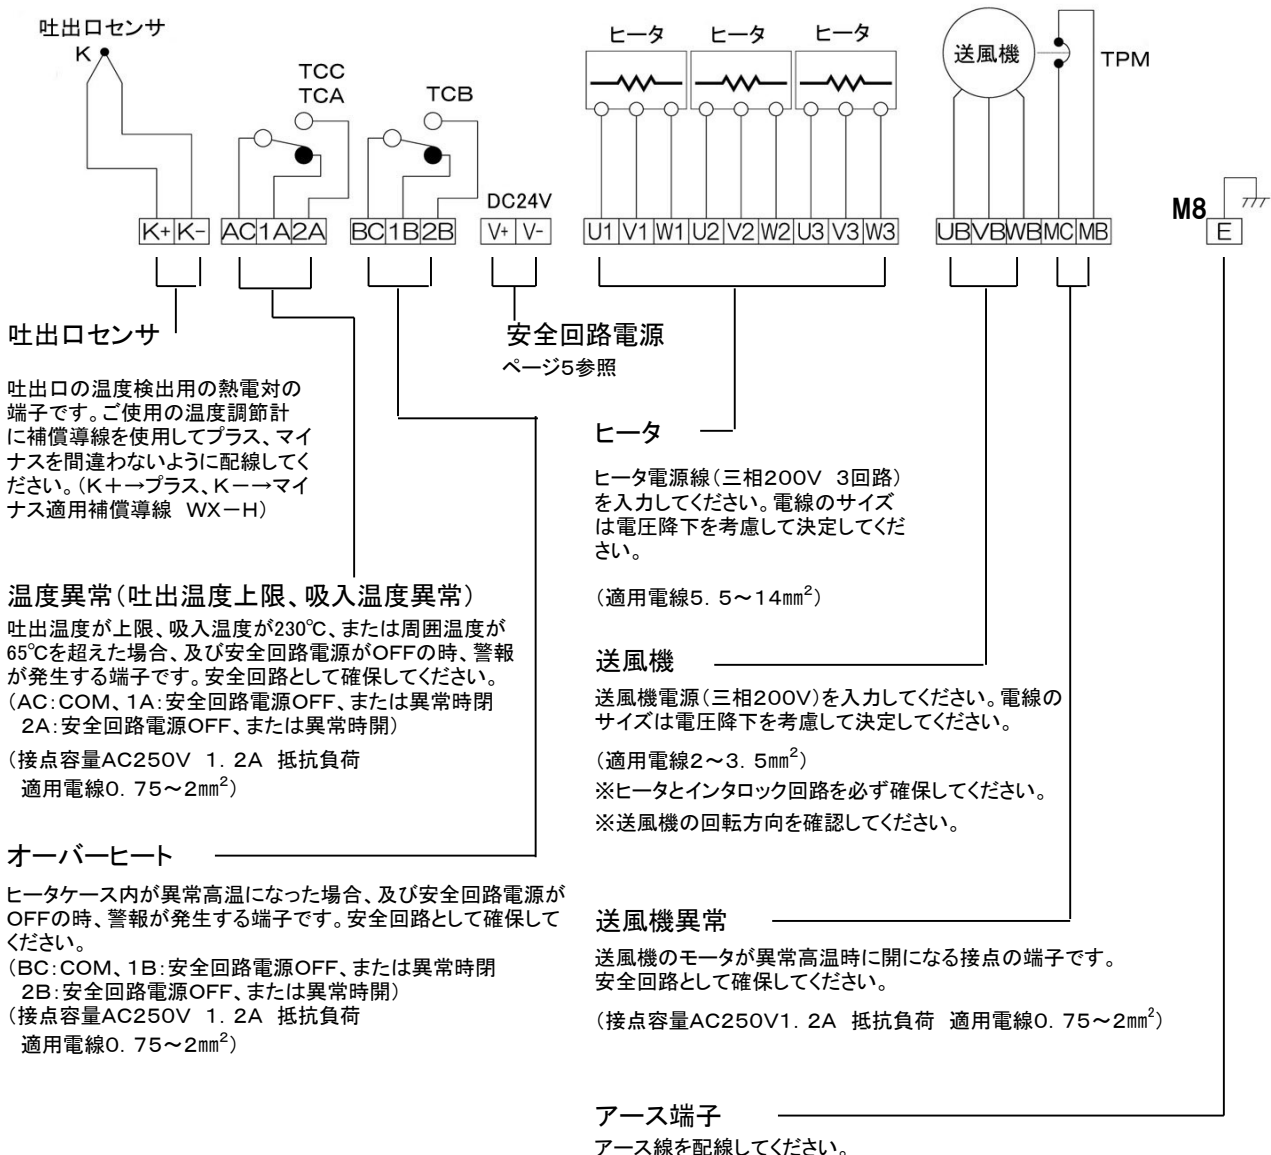 吐出口センサ
K
TCC
TCA
TCB
ヒータ ヒータ ヒータ
送風機
TPM
DC24V
M8
K+ K- AC 1A 2A BC 1B 2B V+ V- U1 V1 W1 U2 V2 W2 U3 V3 W3 UB VB WB MC MB E
吐出口センサ
吐出口の温度検出用の熱電対の
端子です。ご使用の温度調節計
に補償導線を使用してプラス、マイ
ナスを間違わないように配線してく
ださい。(K+→プラス、K-→マイ
ナス適用補償導線 WX-H)
安全回路電源
ページ5参照
温度異常(吐出温度上限、吸入温度異常)
吐出温度が上限、吸入温度が230℃、または周囲温度が
65℃を超えた場合、及び安全回路電源がOFFの時、警報
が発生する端子です。安全回路として確保してください。
(AC:COM、1A:安全回路電源OFF、または異常時閉
2A:安全回路電源OFF、または異常時開)
(接点容量AC250V 1.2A 抵抗負荷
適用電線0.75~2mm²)
オーバーヒート
ヒータケース内が異常高温になった場合、及び安全回路電源が
OFFの時、警報が発生する端子です。安全回路として確保して
ください。
(BC:COM、1B:安全回路電源OFF、または異常時閉
2B:安全回路電源OFF、または異常時開)
(接点容量AC250V 1.2A 抵抗負荷
適用電線0.75~2mm²)
ヒータ
ヒータ電源線(三相200V 3回路)
を入力してください。電線のサイズ
は電圧降下を考慮して決定してくだ
さい。
(適用電線5.5~14mm²)
送風機
送風機電源(三相200V)を入力してください。電線の
サイズは電圧降下を考慮して決定してください。
(適用電線2~3.5mm²)
※ヒータとインタロック回路を必ず確保してください。
※送風機の回転方向を確認してください。
送風機異常
送風機のモータが異常高温時に開になる接点の端子です。
安全回路として確保してください。
(接点容量AC250V1.2A 抵抗負荷 適用電線0.75~2mm²)
アース端子
アース線を配線してください。